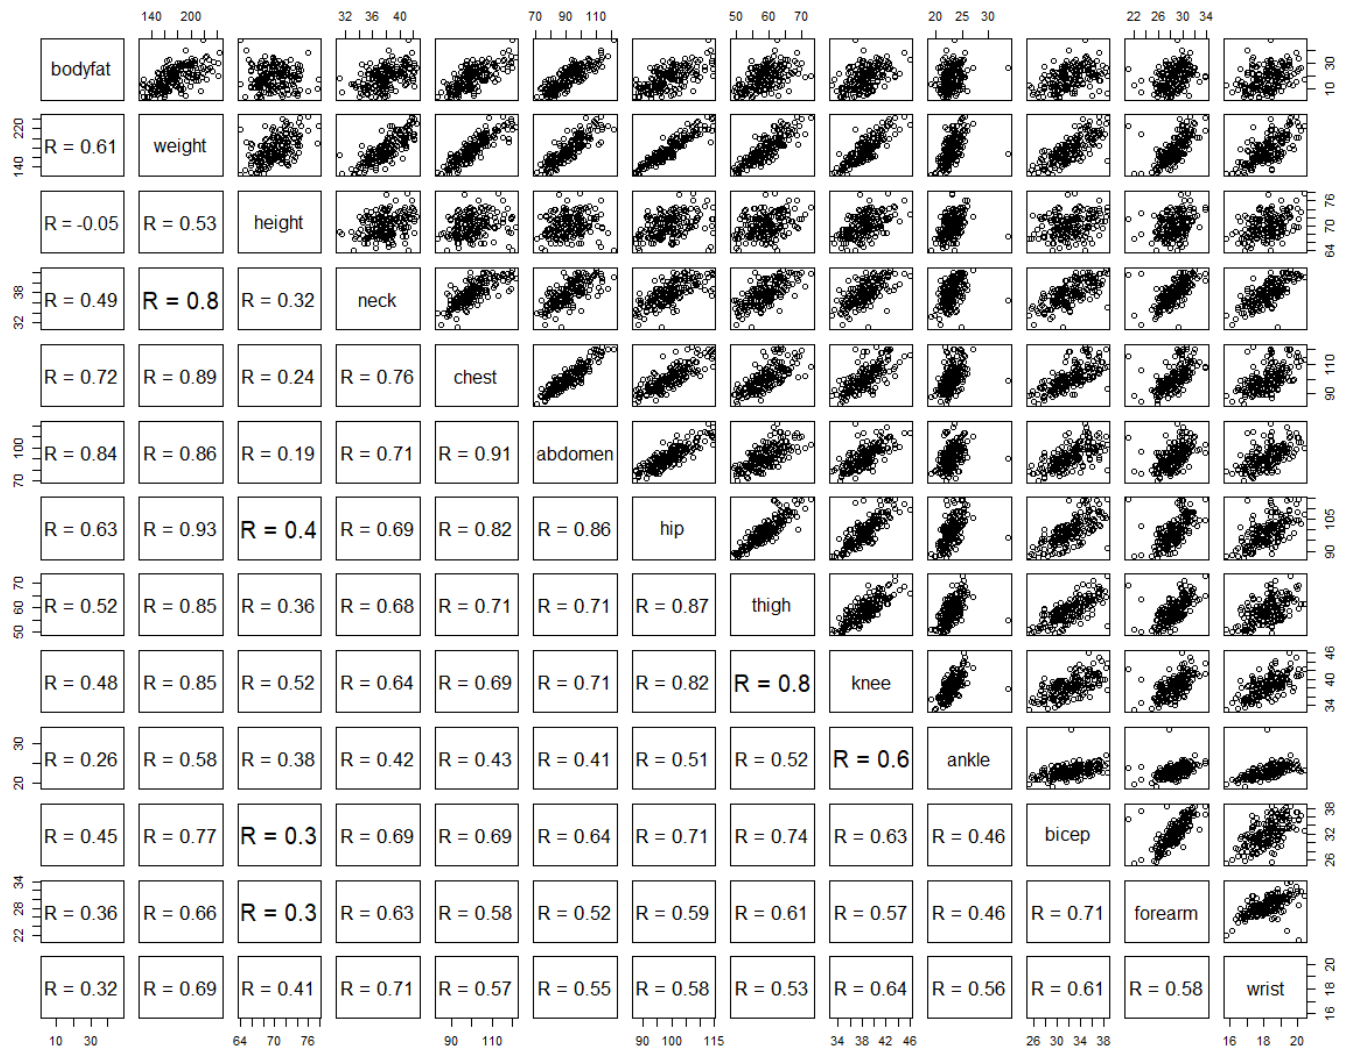 140 200 32 36 40 70 90 110 50 60 70 20 25 30 22 26 30 34
bodyfat 10 30
140 220 R = 0.61 weight
R = -0.05 R = 0.53 height 64 70 76
32 38 R = 0.49 R = 0.8 R = 0.32 neck
R = 0.72 R = 0.89 R = 0.24 R = 0.76 chest 90 110
70 100 R = 0.84 R = 0.86 R = 0.19 R = 0.71 R = 0.91 abdomen
R = 0.63 R = 0.93 R = 0.4 R = 0.69 R = 0.82 R = 0.86 hip 90 105
50 60 70 R = 0.52 R = 0.85 R = 0.36 R = 0.68 R = 0.71 R = 0.71 R = 0.87 thigh
R = 0.48 R = 0.85 R = 0.52 R = 0.64 R = 0.69 R = 0.71 R = 0.82 R = 0.8 knee 34 40 46
20 30 R = 0.26 R = 0.58 R = 0.38 R = 0.42 R = 0.43 R = 0.41 R = 0.51 R = 0.52 R = 0.6 ankle
R = 0.45 R = 0.77 R = 0.3 R = 0.69 R = 0.69 R = 0.64 R = 0.71 R = 0.74 R = 0.63 R = 0.46 bicep 26 32 38
22 28 34 R = 0.36 R = 0.66 R = 0.3 R = 0.63 R = 0.58 R = 0.52 R = 0.59 R = 0.61 R = 0.57 R = 0.46 R = 0.71 forearm
R = 0.32 R = 0.69 R = 0.41 R = 0.71 R = 0.57 R = 0.55 R = 0.58 R = 0.53 R = 0.64 R = 0.56 R = 0.61 R = 0.58 wrist 16 18 20
10 30 64 70 76 90 110 90 100 115 34 38 42 46 26 30 34 38 16 18 20